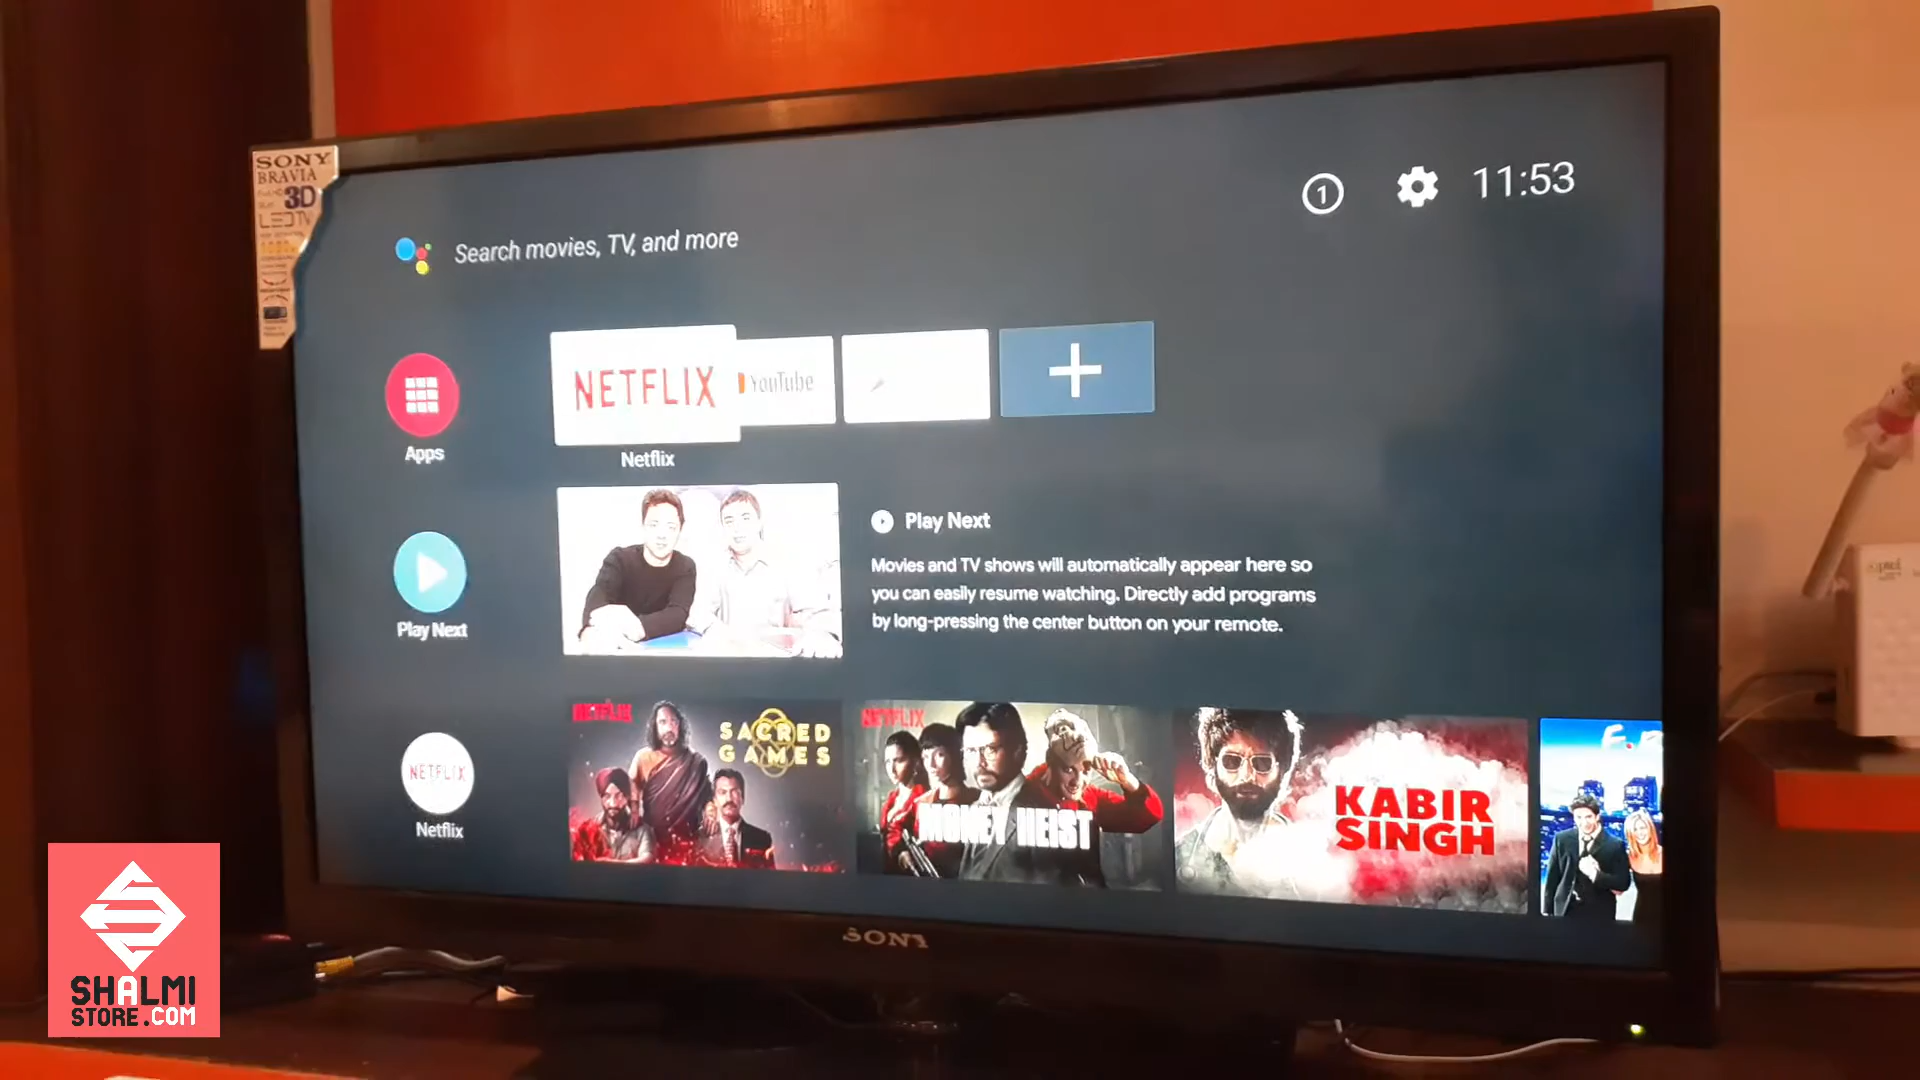 SONY
BRAVIA
3D
LED TV
1
11:53
Search movies, TV, and more
NETFLIX
YouTube
Apps
Netflix
Play Next
Movies and TV shows will automatically appear here so
you can easily resume watching. Directly add programs
by long-pressing the center button on your remote.
Play Next
NETFLIX
SACRED
GAMES
NETFLIX
MONEY HEIST
KABIR
SINGH
NETFLIX
Netflix
SONY
SHALMI
STORE.COM